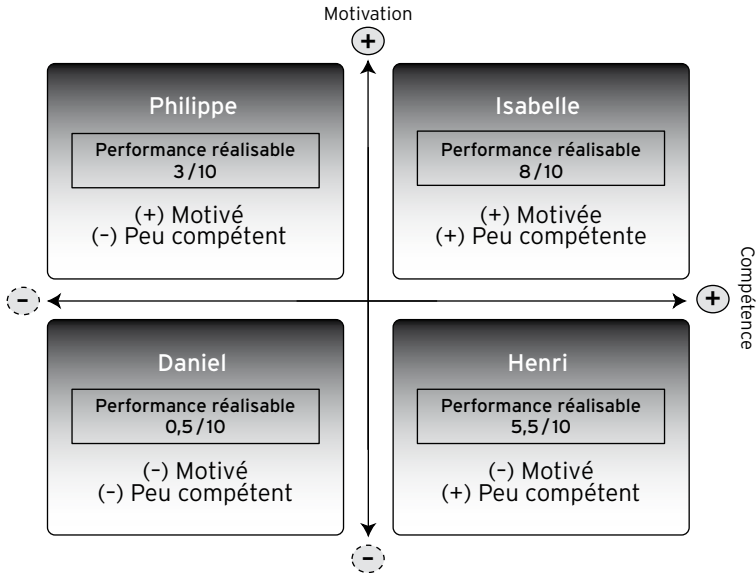 Motivation
+
Philippe
Performance réalisable
3/10
(+) Motivé
(-) Peu compétent
Isabelle
Performance réalisable
8/10
(+) Motivée
(+) Peu compétente
-
+
Compétence
Daniel
Performance réalisable
0,5/10
(-) Motivé
(-) Peu compétent
Henri
Performance réalisable
5,5/10
(-) Motivé
(+) Peu compétent
-